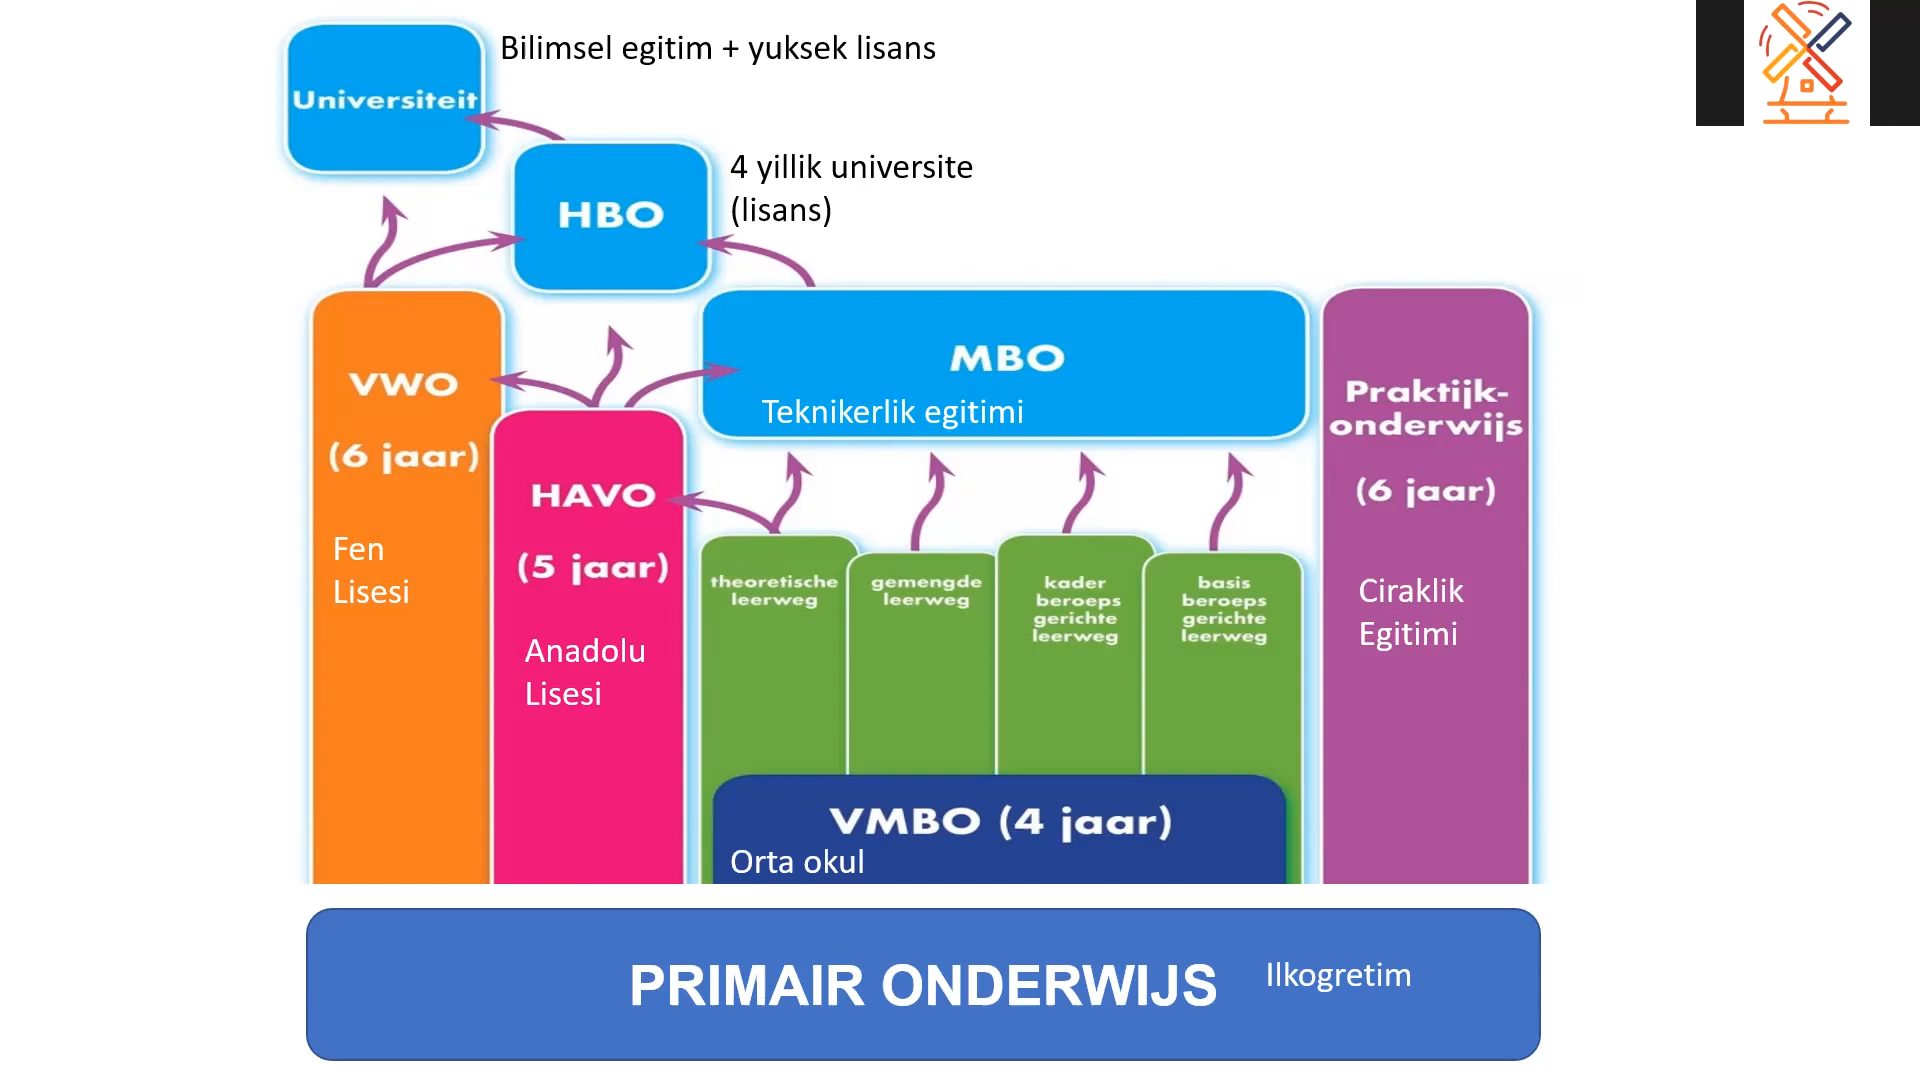 Universiteit
Bilimsel egitim + yuksek lisans
HBO
4 yillik universite
(lisans)
VWO
(6 jaar)
Fen
Lisesi
HAVO
(5 jaar)
Anadolu
Lisesi
MBO
Teknikerlik egitimi
Praktijk-
onderwijs
(6 jaar)
Ciraklik
Egitimi
theoretische
leerweg
gemengde
leerweg
kader
beroeps
gerichte
leerweg
basis
beroeps
gerichte
leerweg
VMBO (4 jaar)
Orta okul
PRIMAIR ONDERWIJS
Ilkogretim